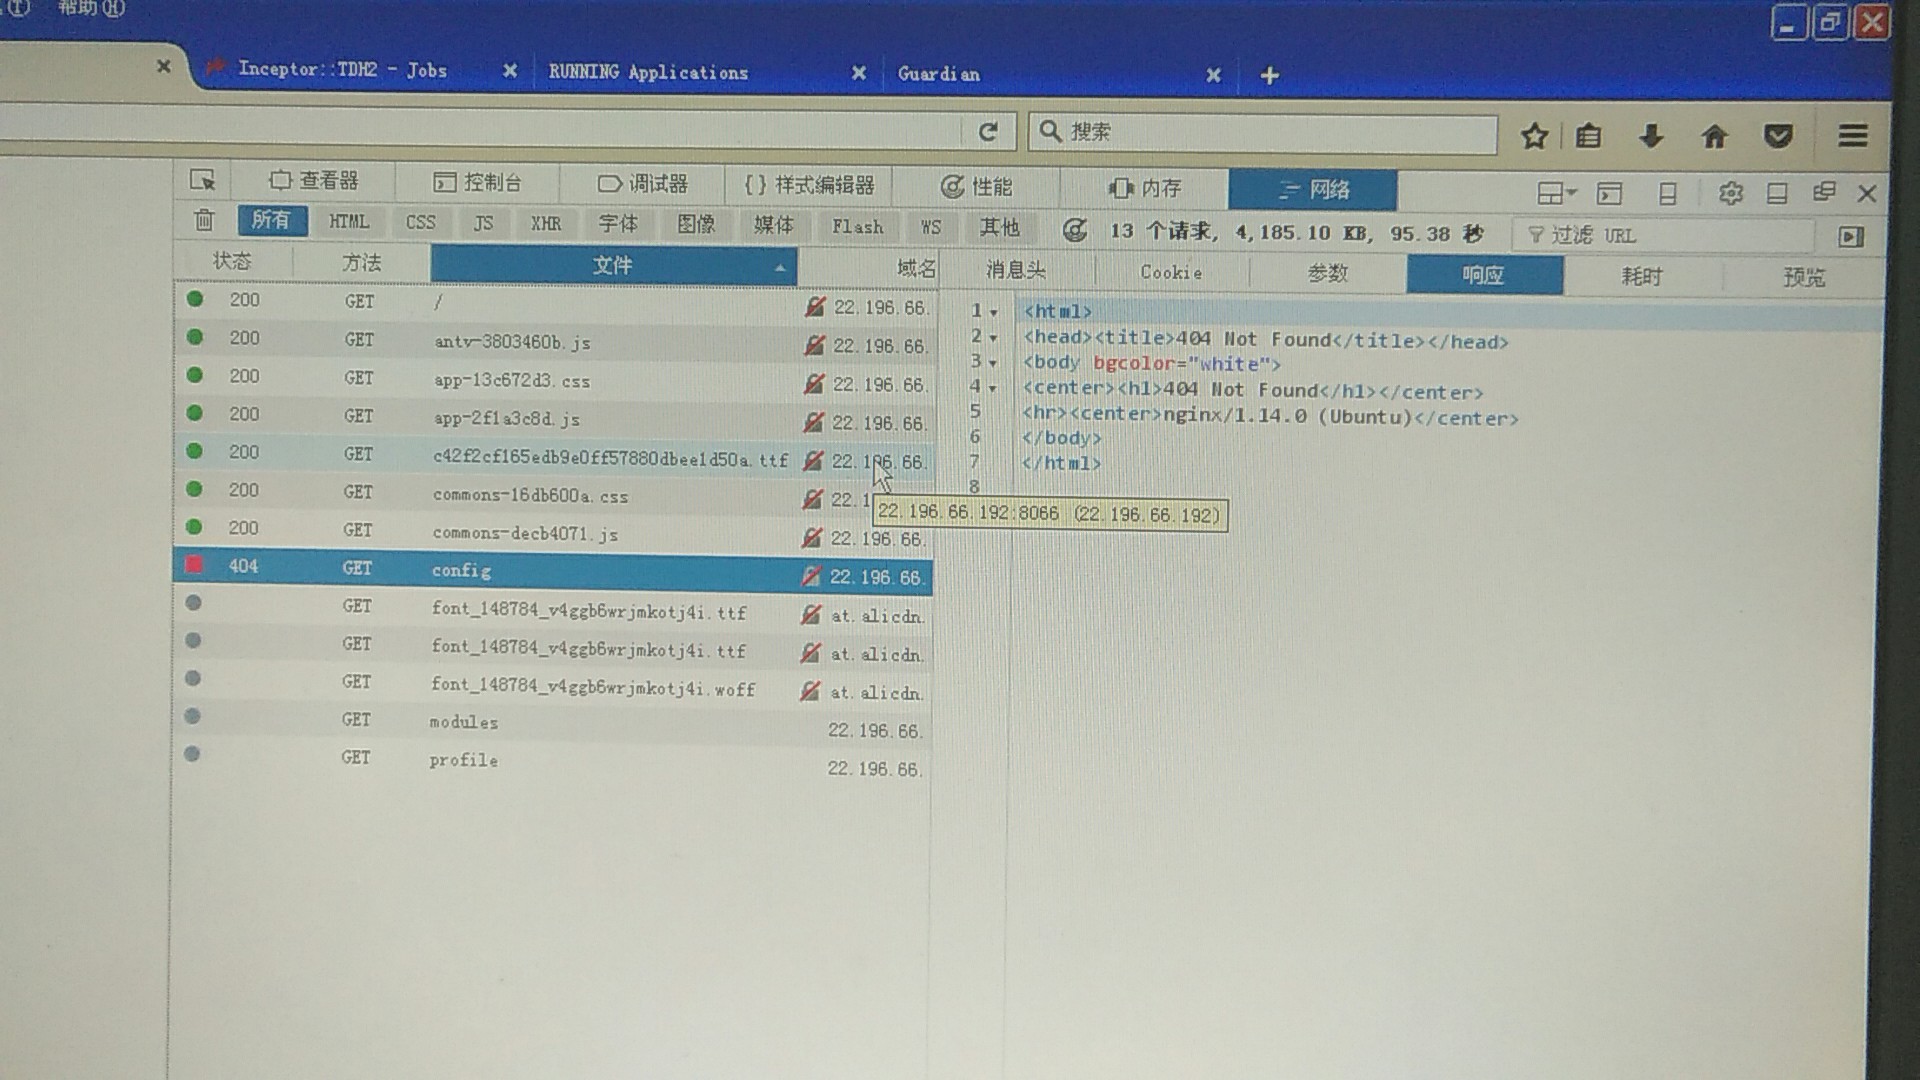 (T) 帮助(H)
Inceptor::TDH2 - Jobs
RUNNING Applications
Guardian
搜索
查看器 控制台 调试器 {} 样式编辑器 性能 内存 网络
所有 HTML CSS JS XHR 字体 图像 媒体 Flash WS 其他 13 个请求, 4,185.10 KB, 95.38 秒 过滤 URL
状态 方法 文件 域名 消息头 Cookie 参数 响应 耗时 预览
200 GET / 22.196.66.
200 GET antv-3803460b.js 22.196.66.
200 GET app-13c672d3.css 22.196.66.
200 GET app-2f1a3c8d.js 22.196.66.
200 GET c42f2cf165edb9e0ff57880dbee1d50a.ttf 22.196.66.
200 GET commons-16db600a.css 22.1
200 GET commons-decb4071.js 22.196.66.
404 GET config 22.196.66.
GET font_148784_v4ggb6wrjmkotj4i.ttf at.alicdn.
GET font_148784_v4ggb6wrjmkotj4i.ttf at.alicdn.
GET font_148784_v4ggb6wrjmkotj4i.woff at.alicdn.
GET modules 22.196.66.
GET profile 22.196.66.
22.196.66.192:8066 (22.196.66.192)
1 <html>
2 <head><title>404 Not Found</title></head>
3 <body bgcolor="white">
4 <center><h1>404 Not Found</h1></center>
5 <hr><center>nginx/1.14.0 (Ubuntu)</center>
6 </body>
7 </html>
8